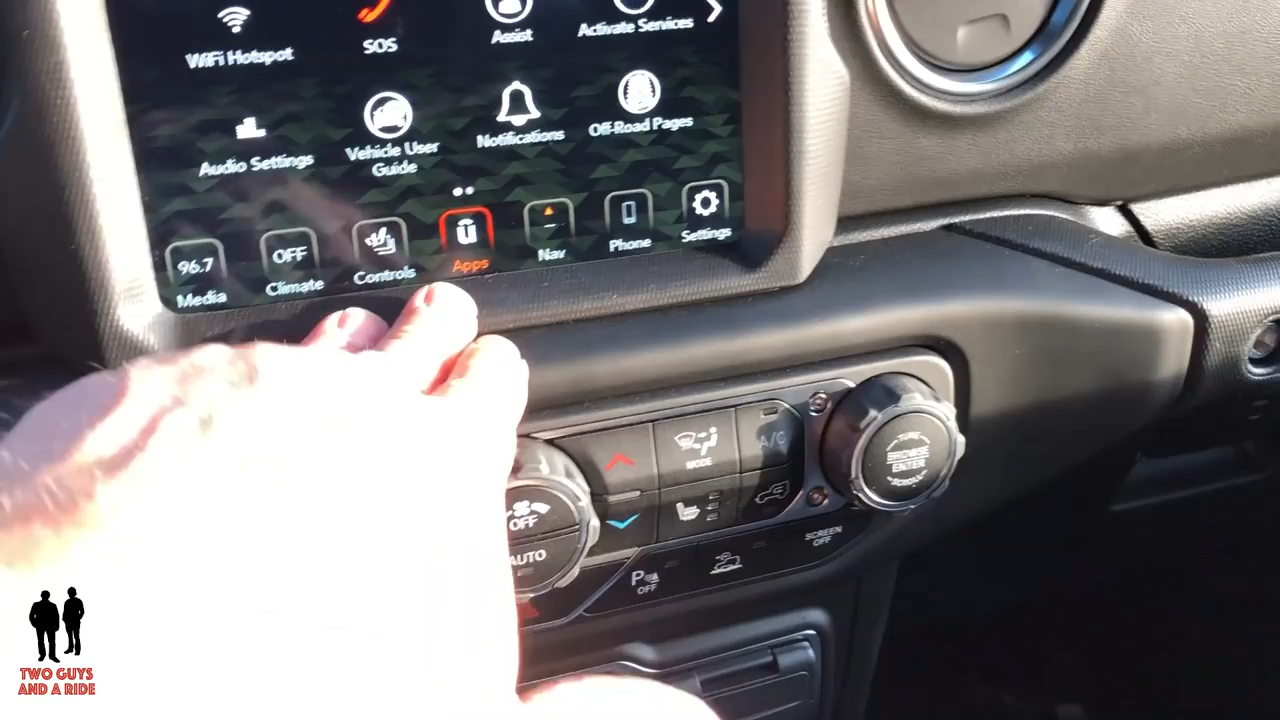 WiFi Hotspot
SOS
Assist
Activate Services
Audio Settings
Vehicle User
Guide
Notifications
Off-Road Pages
96.7
Media
OFF
Climate
Controls
Apps
Nav
Phone
Settings
MODE
A/C
TUNE
BROWSE
ENTER
SCROLL
OFF
AUTO
P
OFF
SCREEN
OFF
TWO GUYS
AND A RIDE